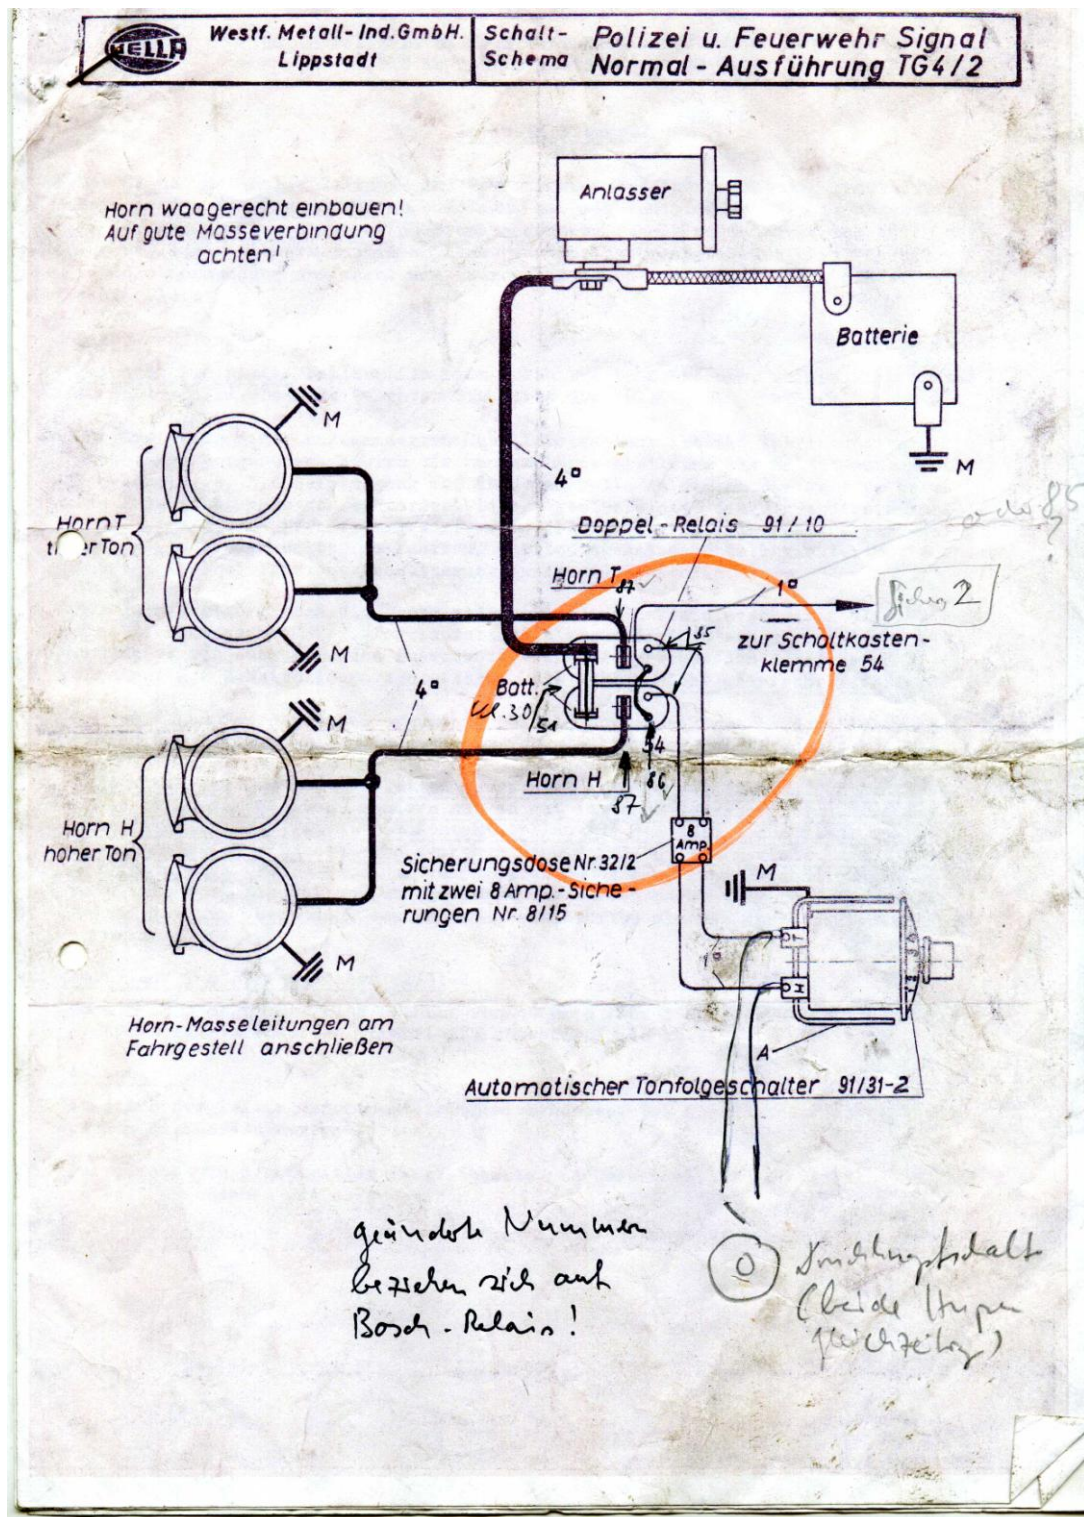 HELLA
Westf. Metall-Ind. GmbH.
Lippstadt
Schalt-
Schema
Polizei u. Feuerwehr Signal
Normal-Ausführung TG4/2
Anlasser
Horn waagerecht einbauen!
Auf gute Masseverbindung
achten!
Batterie
M
M
4□
oder 85
?
Doppel-Relais 91/10
Horn T
tiefer Ton
Horn T
87
1□
2
85
zur Schaltkasten-
klemme 54
M
4□
Batt.
Kl. 30
51
M
54
Horn H
86
87
Horn H
hoher Ton
8
Amp.
Sicherungsdose Nr. 32/2
mit zwei 8 Amp.-Siche-
rungen Nr. 8/15
M
T
1□
M
H
Horn-Masseleitungen am
Fahrgestell anschließen
A
Automatischer Tonfolgeschalter 91/31-2
geänderte Nummern
beziehen sich auf
Bosch-Relais!
(beide Hupen
gleichzeitig)